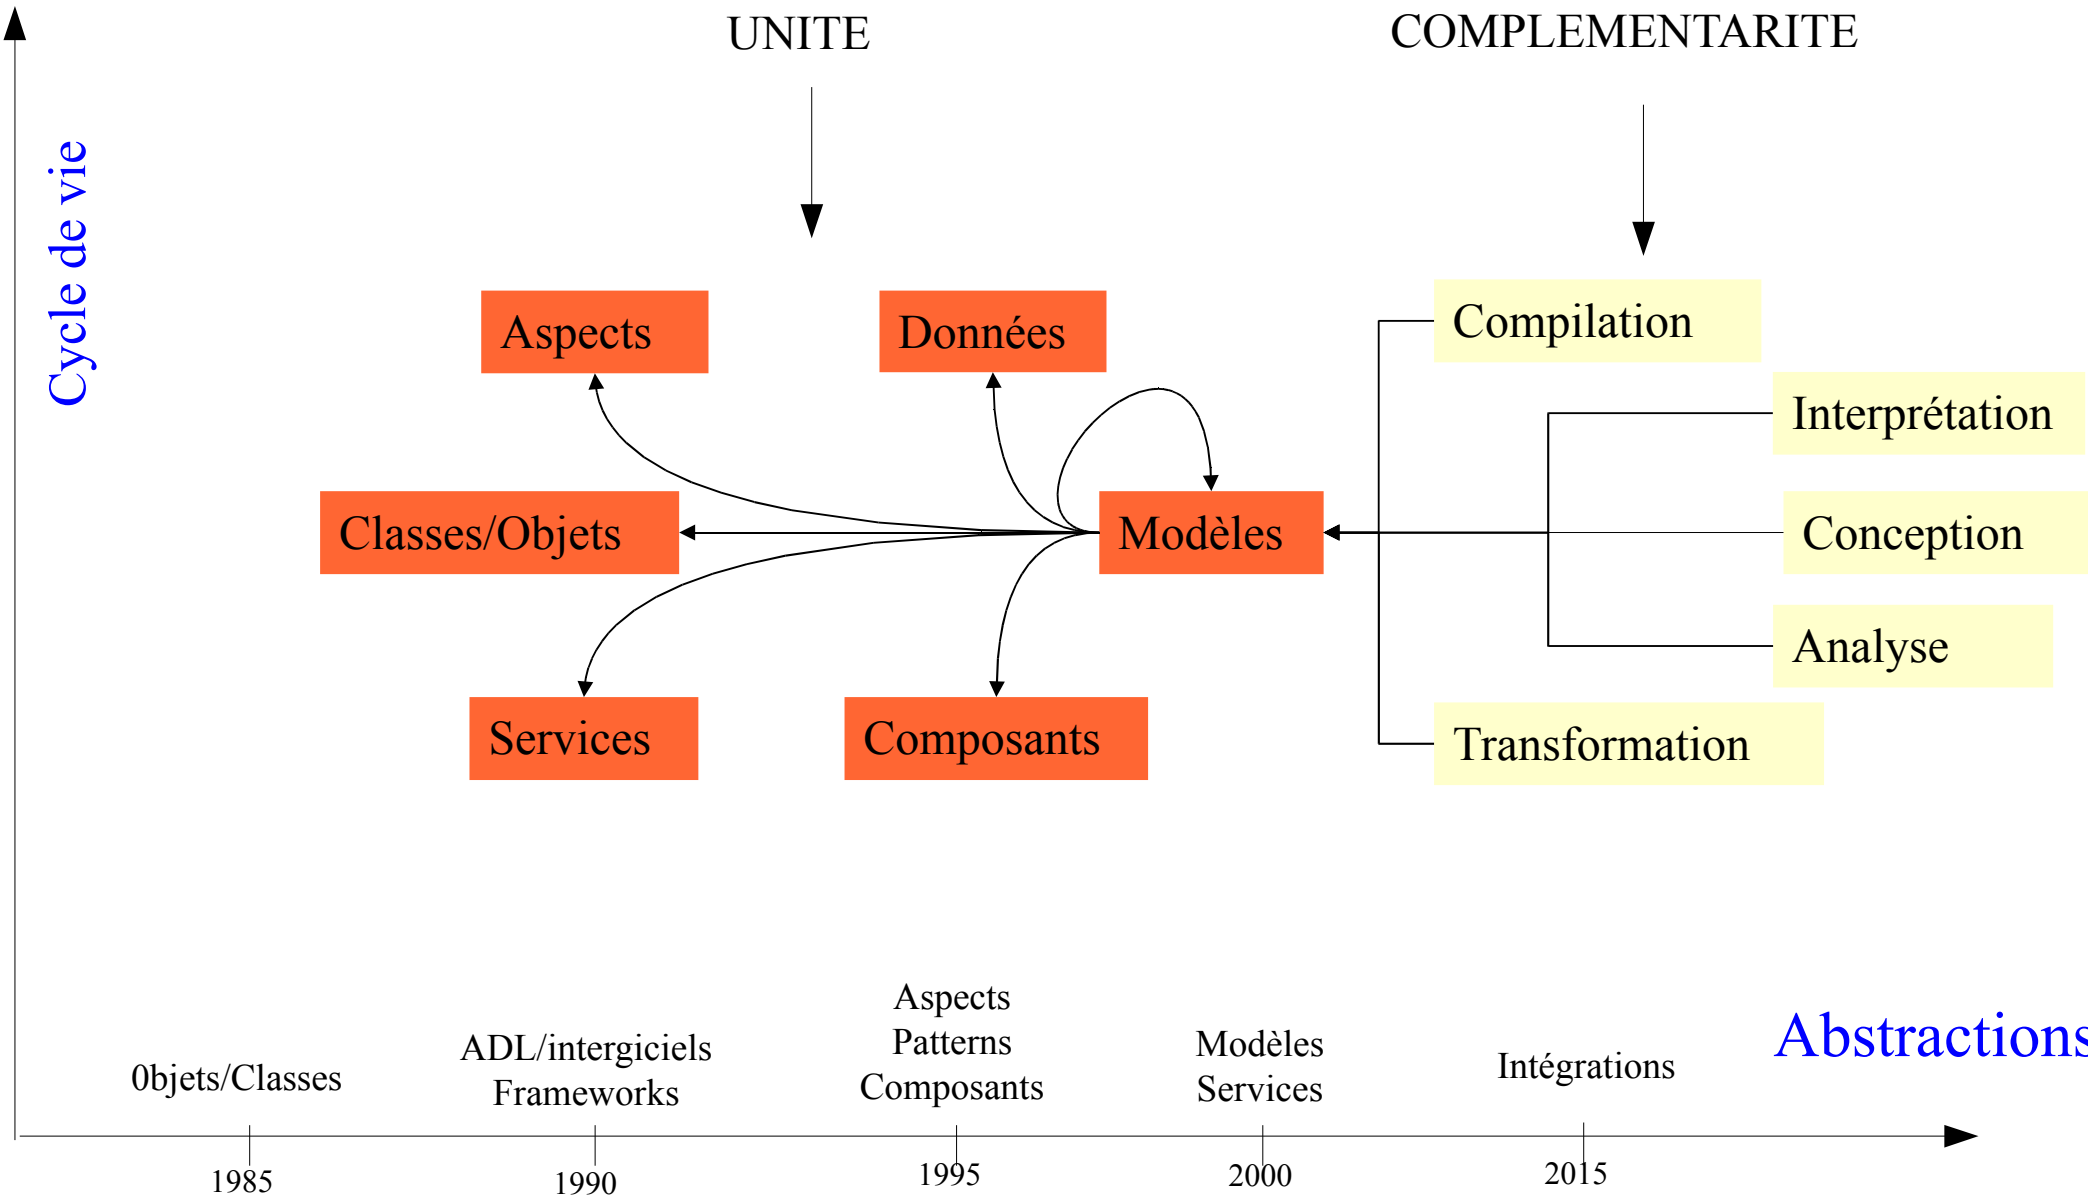 UNITE
COMPLEMENTARITE
Cycle de vie
Aspects
Données
Compilation
Interprétation
Classes/Objets
Modèles
Conception
Analyse
Services
Composants
Transformation
0bjets/Classes
ADL/intergiciels
Frameworks
Aspects
Patterns
Composants
Modèles
Services
Intégrations
Abstractions
1985
1990
1995
2000
2015